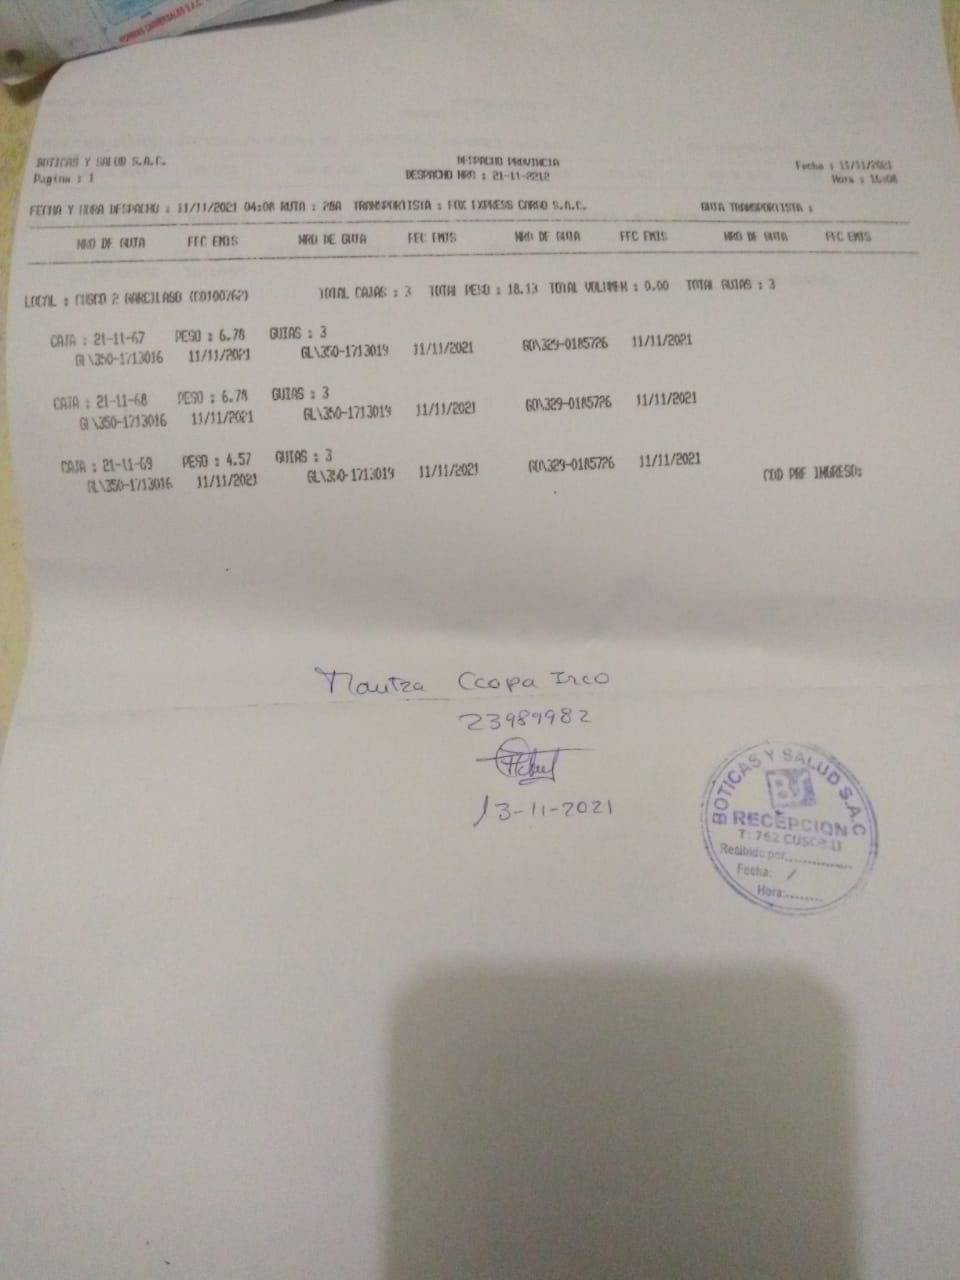 BOTICAS Y SALUD S.A.C. DESPACHO PROVINCIA Fecha : 11/11/2021
Pagina : 1 DESPACHO NRO : 21-11-2212 Hora : 16:08
FECHA Y HORA DESPACHO : 11/11/2021 04:08 RUTA : 28A TRANSPORTISTA : FOX EXPRESS CARGO S.A.C. GUIA TRANSPORTISTA :
NRO DE GUIA FEC EMIS NRO DE GUIA FEC EMIS NRO DE GUIA FEC EMIS NRO DE GUIA FEC EMIS
LOCAL : CUSCO 2 GARCILASO (C0100762) TOTAL CAJAS : 3 TOTAL PESO : 18.13 TOTAL VOLUMEN : 0.00 TOTAL GUIAS : 3
CAJA : 21-11-67 PESO : 6.78 GUIAS : 3
GL\350-1713016 11/11/2021 GL\350-1713019 11/11/2021 GO\329-0185726 11/11/2021
CAJA : 21-11-68 PESO : 6.78 GUIAS : 3
GL\350-1713016 11/11/2021 GL\350-1713019 11/11/2021 GO\329-0185726 11/11/2021
CAJA : 21-11-69 PESO : 4.57 GUIAS : 3
GL\350-1713016 11/11/2021 GL\350-1713019 11/11/2021 GO\329-0185726 11/11/2021
COD PRE INGRESO:
Ccopa Inco
23989982
13-11-2021
BOTICAS Y SALUD S.A.C
RECEPCION
T: 762 CUSCO-LI
Recibido por..............
Fecha: /
Hora:........